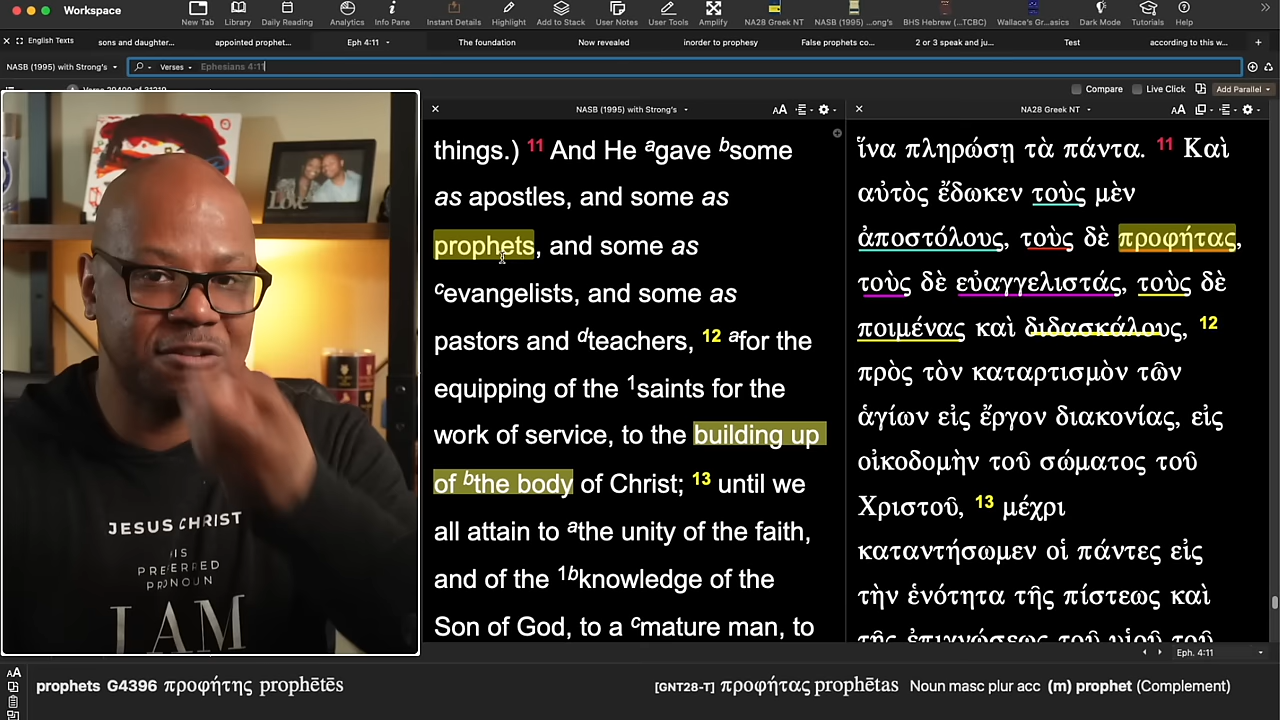 Workspace
New Tab
Library
Daily Reading
Analytics
Info Pane
Instant Details
Highlight
Add to Stack
User Notes
User Tools
Amplify
NA28 Greek NT
NASB (1995) ...ong's
BHS Hebrew (...TCBC)
Wallace's Gr...asics
Dark Mode
Tutorials
Help
English Texts
sons and daughter...
appointed prophet...
Eph 4:11
The foundation
Now revealed
inorder to prophesy
False prophets co...
2 or 3 speak and ju...
Test
according to this w...
NASB (1995) with Strong's
Verses
Ephesians 4:11
Compare
Live Click
Add Parallel
NASB (1995) with Strong's
things.) 11 And He agave bsome
as apostles, and some as
prophets, and some as
cevangelists, and some as
pastors and dteachers, 12 afor the
equipping of the 1saints for the
work of service, to the building up
of bthe body of Christ; 13 until we
all attain to athe unity of the faith,
and of the 1bknowledge of the
Son of God, to a cmature man, to
NA28 Greek NT
ἵνα πληρώσῃ τὰ πάντα. 11 Καὶ
αὐτὸς ἔδωκεν τοὺς μὲν
ἀποστόλους, τοὺς δὲ προφήτας,
τοὺς δὲ εὐαγγελιστάς, τοὺς δὲ
ποιμένας καὶ διδασκάλους, 12
πρὸς τὸν καταρτισμὸν τῶν
ἁγίων εἰς ἔργον διακονίας, εἰς
οἰκοδομὴν τοῦ σώματος τοῦ
Χριστοῦ, 13 μέχρι
καταντήσωμεν οἱ πάντες εἰς
τὴν ἑνότητα τῆς πίστεως καὶ
τῆς ἐπιγνώσεως τοῦ υἱοῦ τοῦ
Eph. 4:11
LOVE
JESUS CHRIST
HIS
PREFERRED
PRONOUN
I AM
prophets G4396 προφήτης prophētēs
[GNT28-T] προφήτας prophētas Noun masc plur acc (m) prophet (Complement)